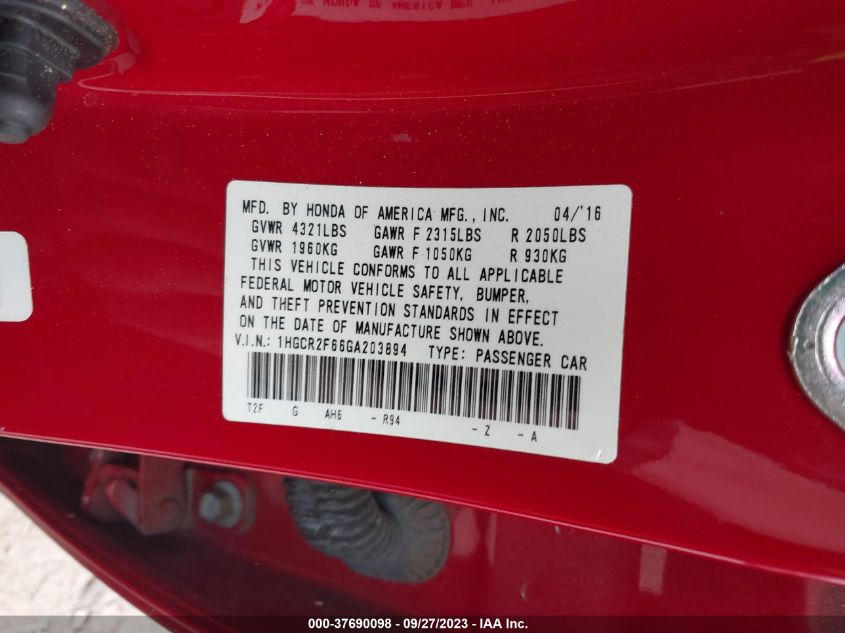 MFD. BY HONDA OF AMERICA MFG., INC. 04/'16
GVWR 4321LBS GAWR F 2315LBS R 2050LBS
GVWR 1960KG GAWR F 1050KG R 930KG
THIS VEHICLE CONFORMS TO ALL APPLICABLE
FEDERAL MOTOR VEHICLE SAFETY, BUMPER,
AND THEFT PREVENTION STANDARDS IN EFFECT
ON THE DATE OF MANUFACTURE SHOWN ABOVE.
V.I.N.: 1HGCR2F66GA203894 TYPE: PASSENGER CAR
T2F G AH6 - R94 - Z - A
000-37690098 / 09/27/2023 / IAA Inc.